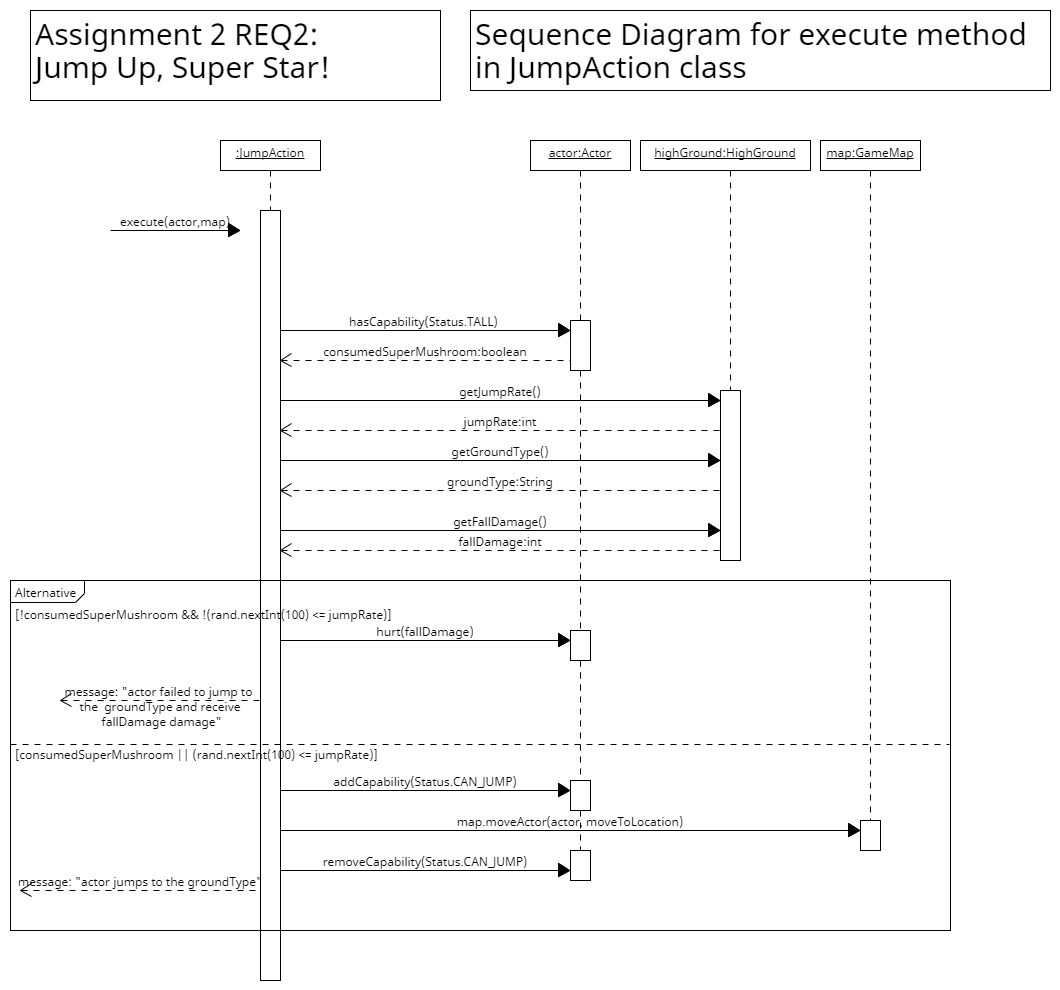 Assignment 2 REQ2:
Jump Up, Super Star!
Sequence Diagram for execute method
in JumpAction class
:JumpAction
actor:Actor
highGround:HighGround
map:GameMap
execute(actor,map)
hasCapability(Status.TALL)
consumedSuperMushroom:boolean
getJumpRate()
jumpRate:int
getGroundType()
groundType:String
getFallDamage()
fallDamage:int
Alternative
[!consumedSuperMushroom && !(rand.nextInt(100) <= jumpRate)]
hurt(fallDamage)
message: "actor failed to jump to
the groundType and receive
fallDamage damage"
[consumedSuperMushroom || (rand.nextInt(100) <= jumpRate)]
addCapability(Status.CAN_JUMP)
map.moveActor(actor, moveToLocation)
removeCapability(Status.CAN_JUMP)
message: "actor jumps to the groundType"